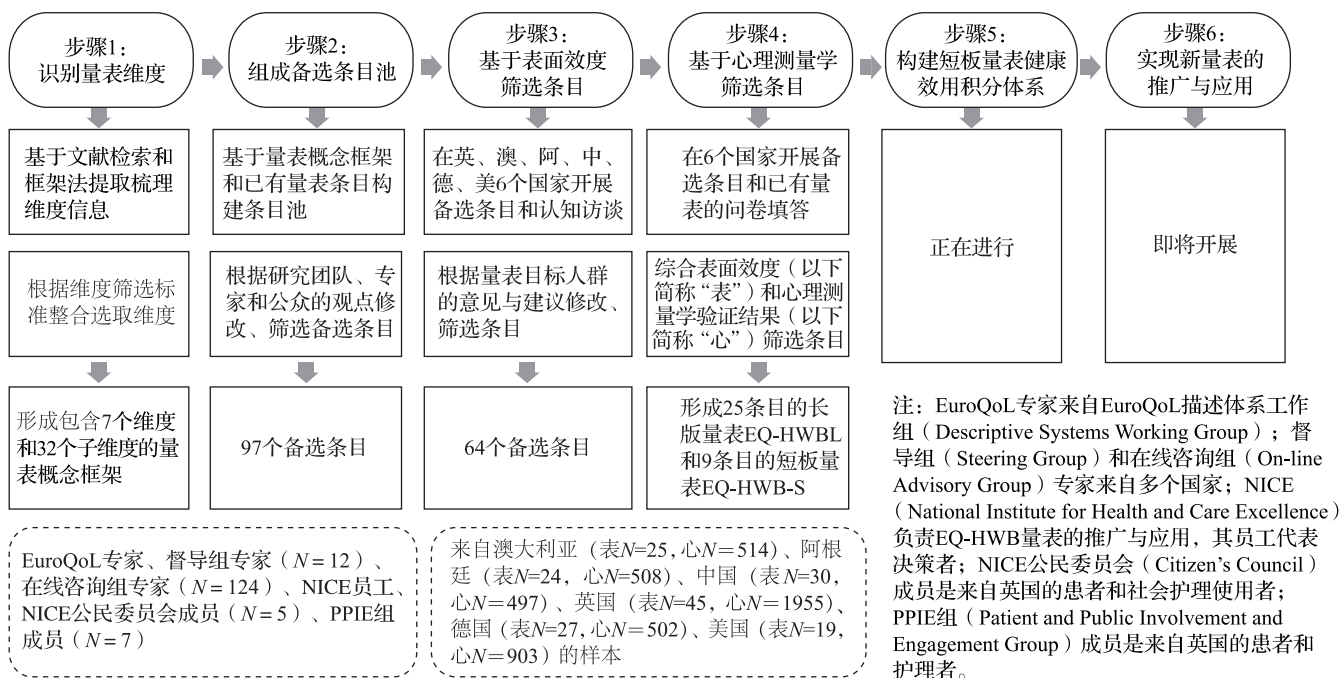 步骤1：
识别量表维度
步骤2：
组成备选条目池
步骤3：
基于表面效度
筛选条目
步骤4：
基于心理测量学
筛选条目
步骤5：
构建短板量表健康
效用积分体系
步骤6：
实现新量表的
推广与应用
基于文献检索和
框架法提取梳理
维度信息
基于量表概念框架
和已有量表条目构
建条目池
在英、澳、阿、中、
德、美6个国家开展
备选条目和认知访谈
在6个国家开展备
选条目和已有量
表的问卷填答
正在进行
即将开展
根据维度筛选标
准整合选取维度
根据研究团队、专
家和公众的观点修
改、筛选备选条目
根据量表目标人群
的意见与建议修改、
筛选条目
综合表面效度（以下
简称“表”）和心理测
量学验证结果（以下
简称“心”）筛选条目
形成包含7个维度
和32个子维度的量
表概念框架
97个备选条目
64个备选条目
形成25条目的长
版量表EQ-HWBL
和9条目的短板量
表EQ-HWB-S
EuroQoL专家、督导组专家（N = 12）、
在线咨询组专家（N = 124）、NICE员工、
NICE公民委员会成员（N = 5）、PPIE组
成员（N = 7）
来自澳大利亚（表N=25, 心N＝514）、阿根
廷（表N=24，心N=508）、中国（表N=30,
心N＝497）、英国（表N=45，心N＝1955）、
德国（表N=27, 心N＝502）、美国（表N=19,
心N＝903）的样本
注：EuroQoL专家来自EuroQoL描述体系工作
组（Descriptive Systems Working Group）；督
导组（Steering Group）和在线咨询组（On-line
Advisory Group）专家来自多个国家；NICE
（National Institute for Health and Care Excellence）
负责EQ-HWB量表的推广与应用，其员工代表
决策者；NICE公民委员会（Citizen’s Council）
成员是来自英国的患者和社会护理使用者；
PPIE组（Patient and Public Involvement and
Engagement Group）成员是来自英国的患者和
护理者。